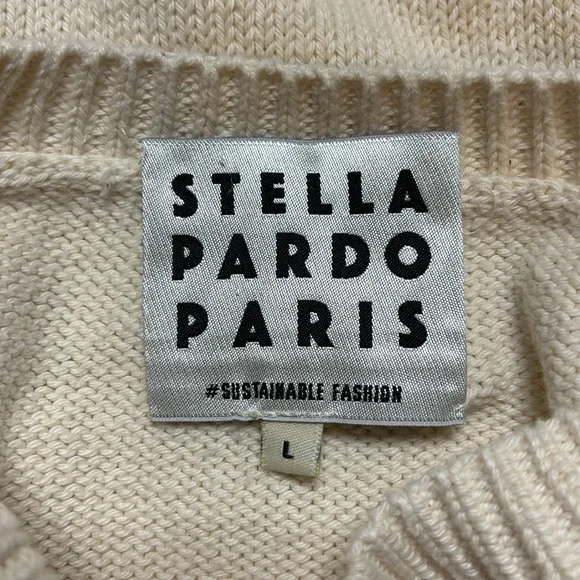 STELLA
PARDO
PARIS
#SUSTAINABLE FASHION
L